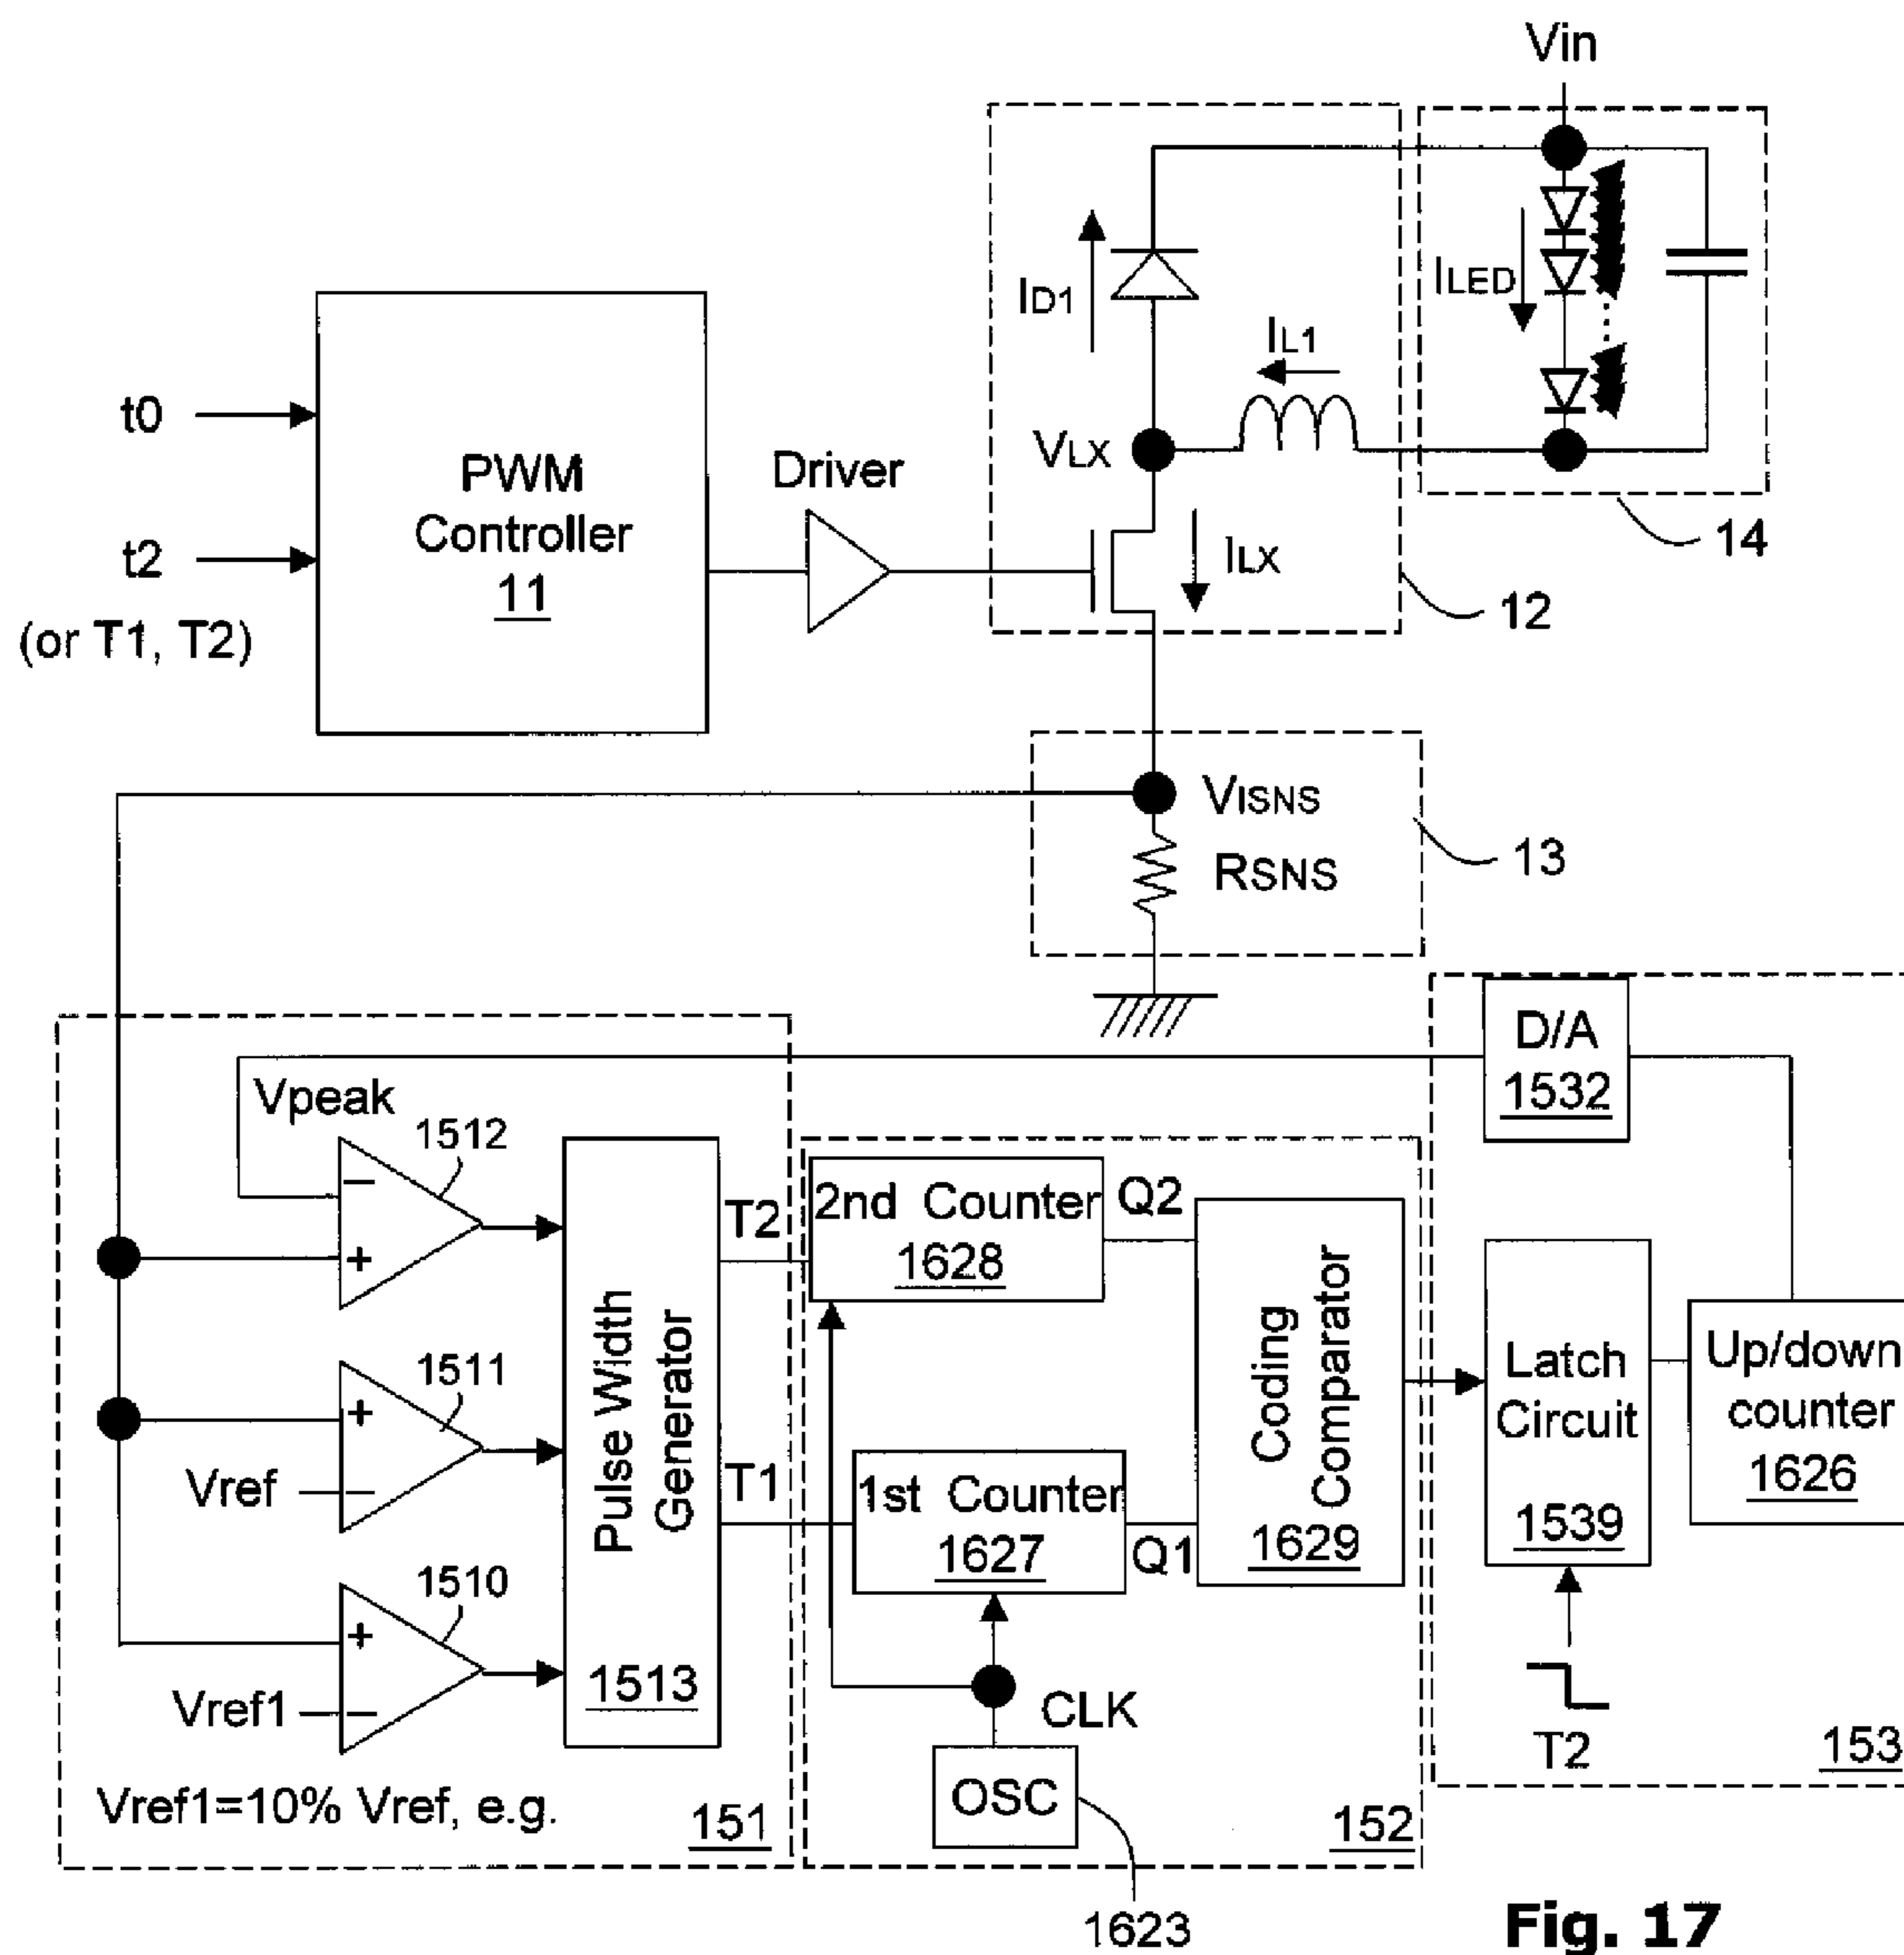 Vin
ID1
ILED
IL1
t0
PWM
Controller
11
Driver
VLX
14
t2
ILX
12
(or T1, T2)
VISNS
RSNS
13
D/A
1532
Vpeak
1512
−
+
T2
2nd Counter
1628
Q2
1511
+
−
Vref
Pulse Width
Generator
1513
T1
1st Counter
1627
Q1
Coding
Comparator
1629
Latch
Circuit
1539
Up/down
counter
1626
1510
+
−
Vref1
CLK
T2
153
OSC
Vref1=10% Vref, e.g.
151
152
1623
Fig. 17